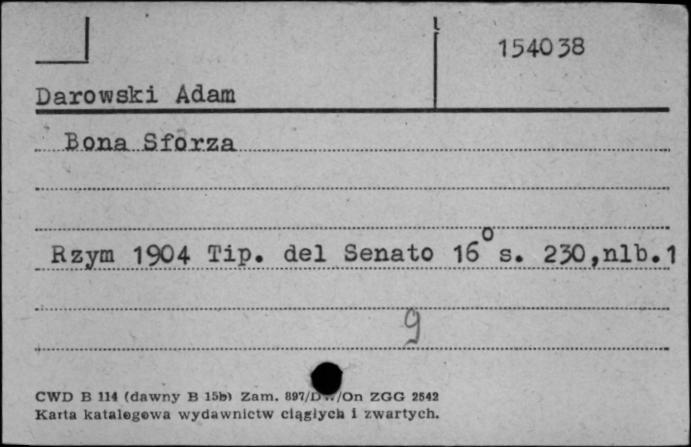 154038
Darowski Adam
Bona Sforza
Rzym 1904 Tip. del Senato 16° s. 230,nlb.1
9
CWD B 114 (dawny B 15b) Zam. 897/ /On ZGG 2542
Karta katalogowa wydawnictw ciągłych i zwartych.